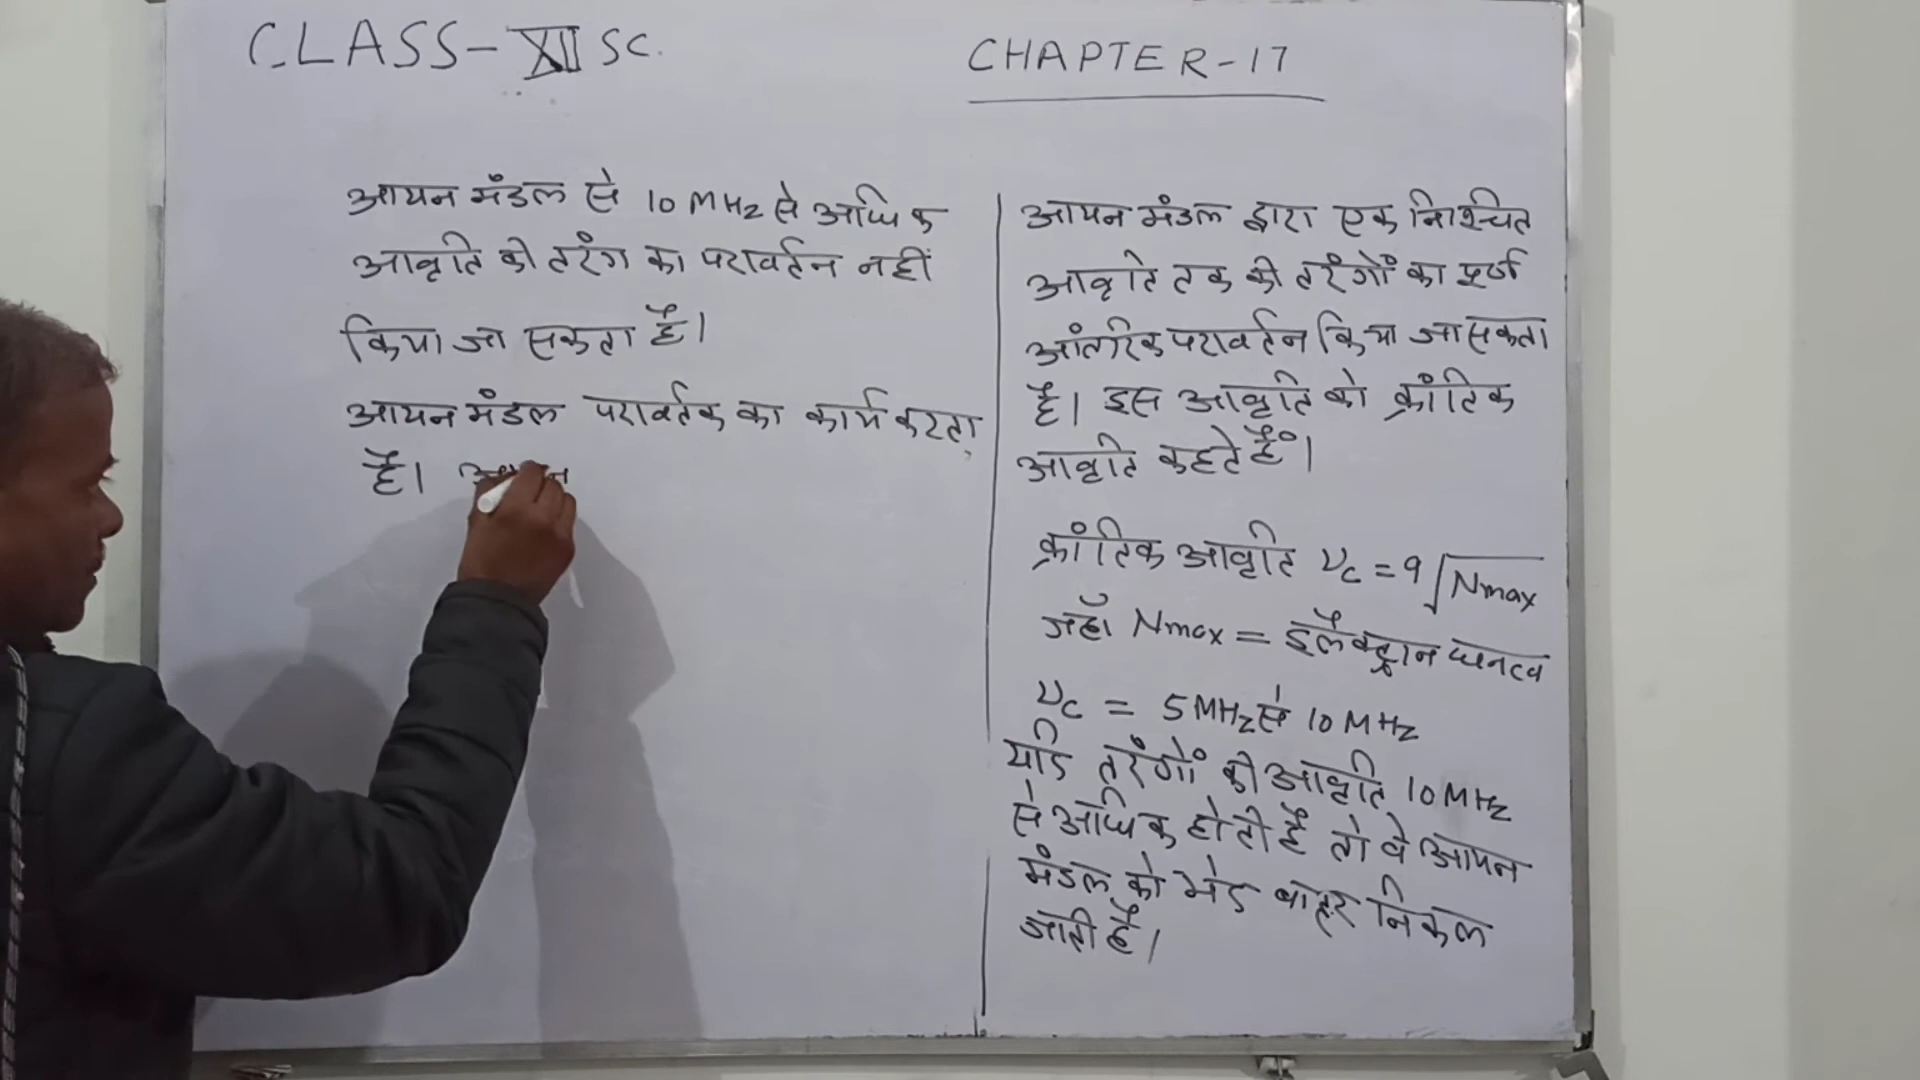 CLASS-XII SC.
CHAPTER-17
आयन मंडल से 10 MHz से अधिक
आवृति की तरंग का परावर्तन नहीं
किया जा सकता है।
आयन मंडल परावर्तक का कार्य करता
है।
आयन मंडल द्वारा एक निश्चित
आवृति तक की तरंगों का पूर्ण
आंतरिक परावर्तन किया जा सकता
है। इस आवृति को क्रांतिक
आवृति कहते हैं।
क्रांतिक आवृति νc = 9√Nmax
जहाँ Nmax = इलैक्ट्रान घनत्व
νc = 5 MHz से 10 MHz
यदि तरंगों की आवृति 10 MHz
से अधिक होती है तो वे आयन
मंडल को भेद बाहर निकल
जाती है।